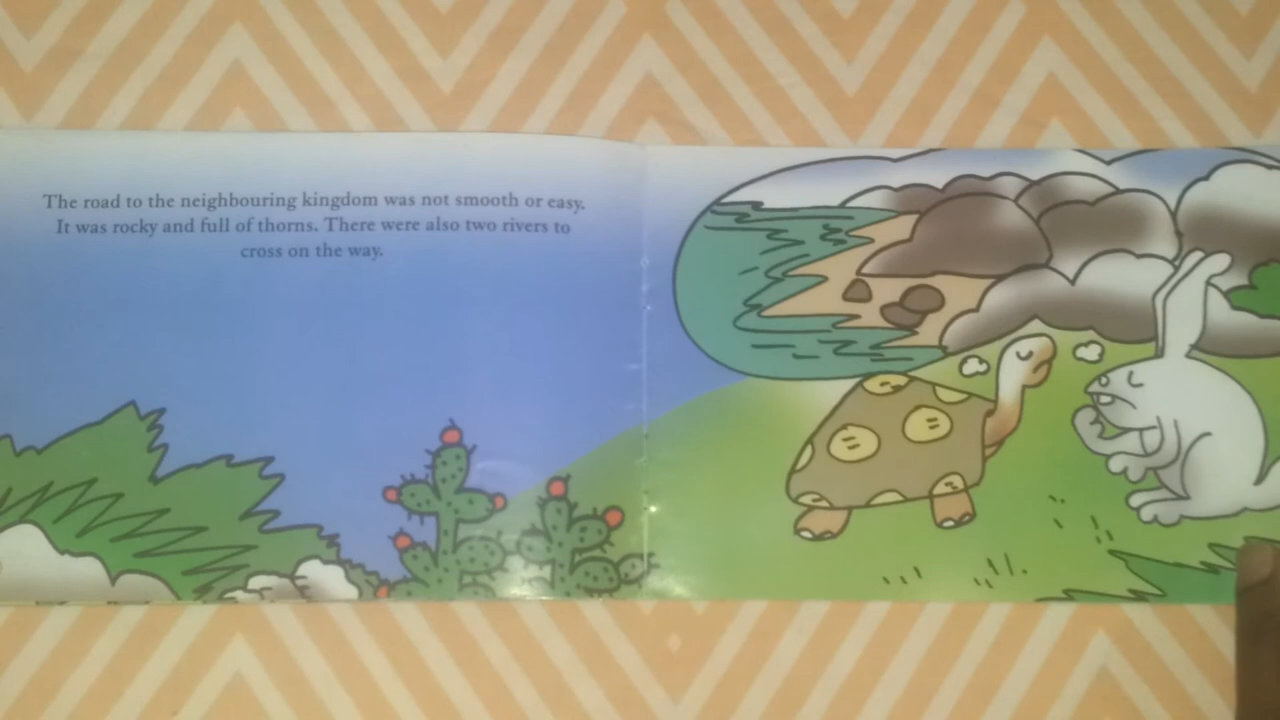 The road to the neighbouring kingdom was not smooth or easy.
It was rocky and full of thorns. There were also two rivers to
cross on the way.